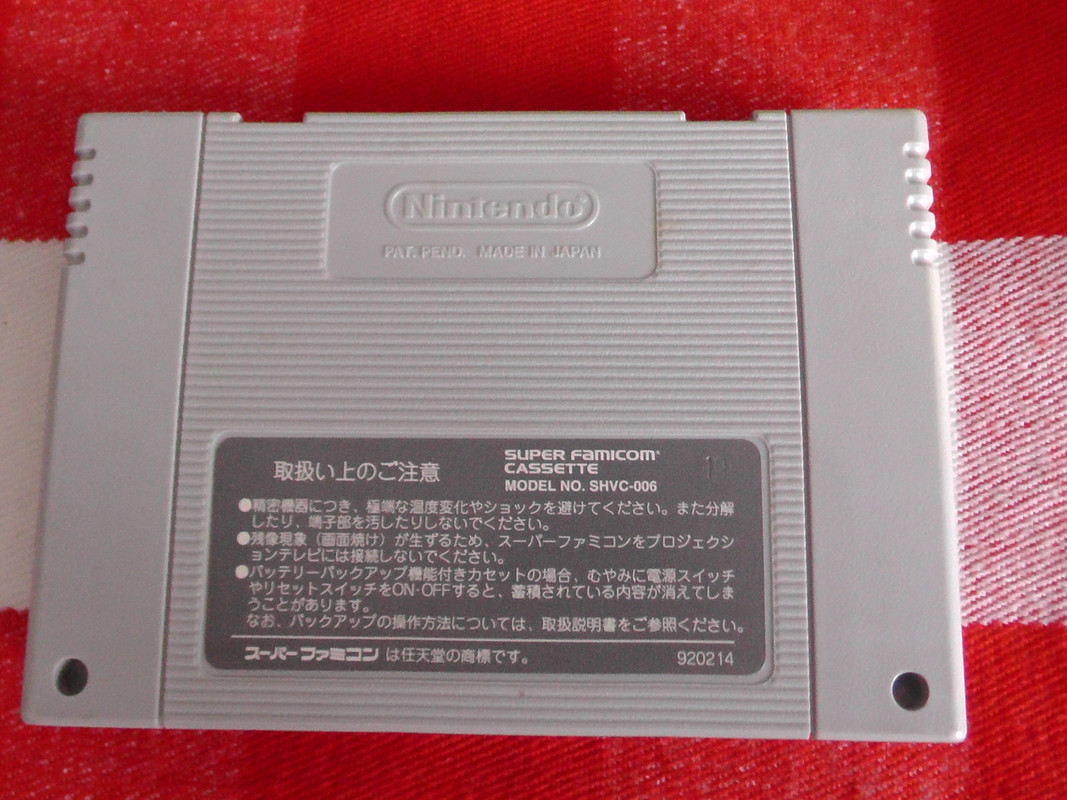 Nintendo®
PAT. PEND. MADE IN JAPAN
取扱い上のご注意
SUPER FAMICOM®
CASSETTE
MODEL NO. SHVC-006
●精密機器につき、極端な温度変化やショックを避けてください。また分解
したり、端子部を汚したりしないでください。
●残像現象（画面焼け）が生ずるため、スーパーファミコンをプロジェクシ
ョンテレビには接続しないでください。
●バッテリーバックアップ機能付きカセットの場合、むやみに電源スイッチ
やリセットスイッチをON・OFFすると、蓄積されている内容が消えてしま
うことがあります。
なお、バックアップの操作方法については、取扱説明書をご参照ください。
スーパーファミコン は任天堂の商標です。
920214